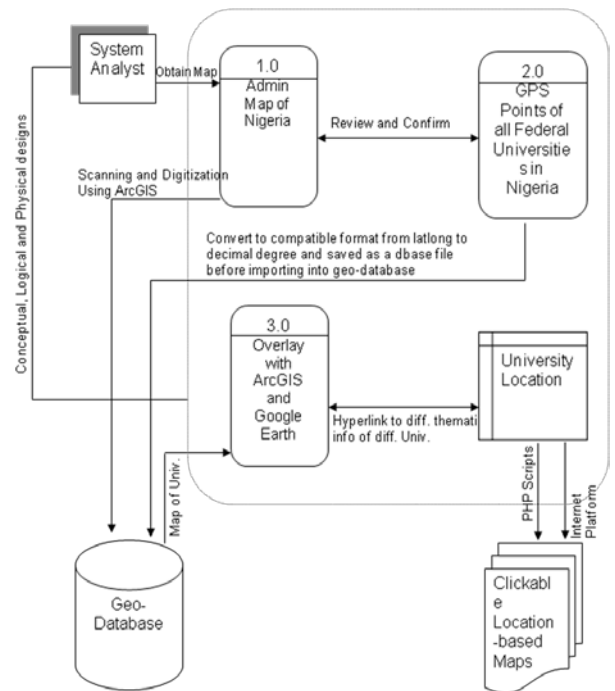 System
Analyst
Obtain Map
1.0
Admin
Map of
Nigeria
Review and Confirm
2.0
GPS
Points of
all Federal
Universitie
s in
Nigeria
Scanning and Digitization
Using ArcGIS
Conceptual, Logical and Physical designs
Convert to compatible format from latlong to
decimal degree and saved as a dbase file
before importing into geo-database
3.0
Overlay
with
ArcGIS
and
Google
Earth
University
Location
Hyperlink to diff. themati
info of diff. Univ.
Map of Univ.
PHP Scripts
Internet
Platform
Geo-
Database
Clickabl
e
Location
-based
Maps